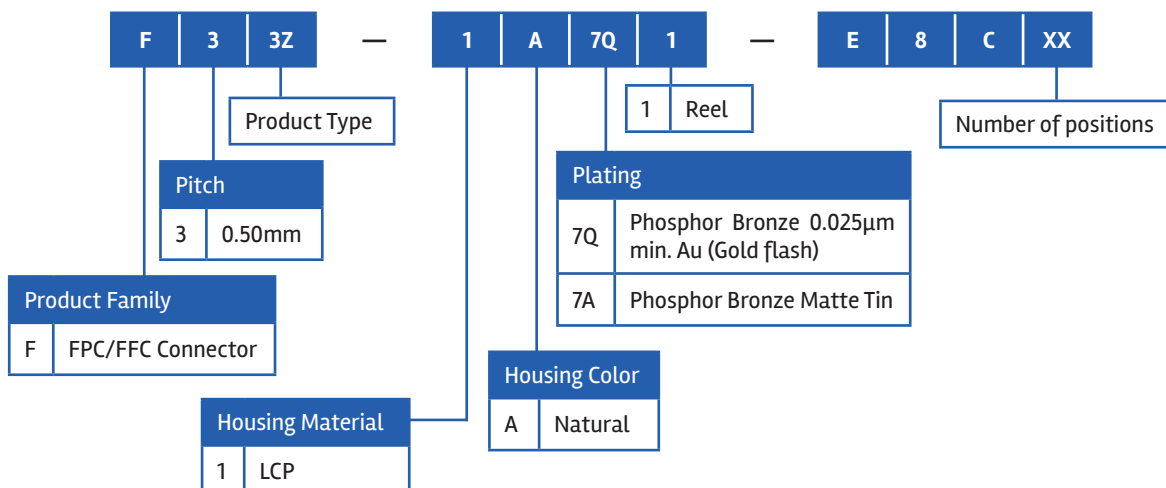 F 3 3Z — 1 A 7Q 1 — E 8 C XX
1 Reel
Product Type
Number of positions
Pitch
3 0.50mm
Plating
7Q Phosphor Bronze 0.025µm
min. Au (Gold flash)
7A Phosphor Bronze Matte Tin
Product Family
F FPC/FFC Connector
Housing Color
A Natural
Housing Material
1 LCP